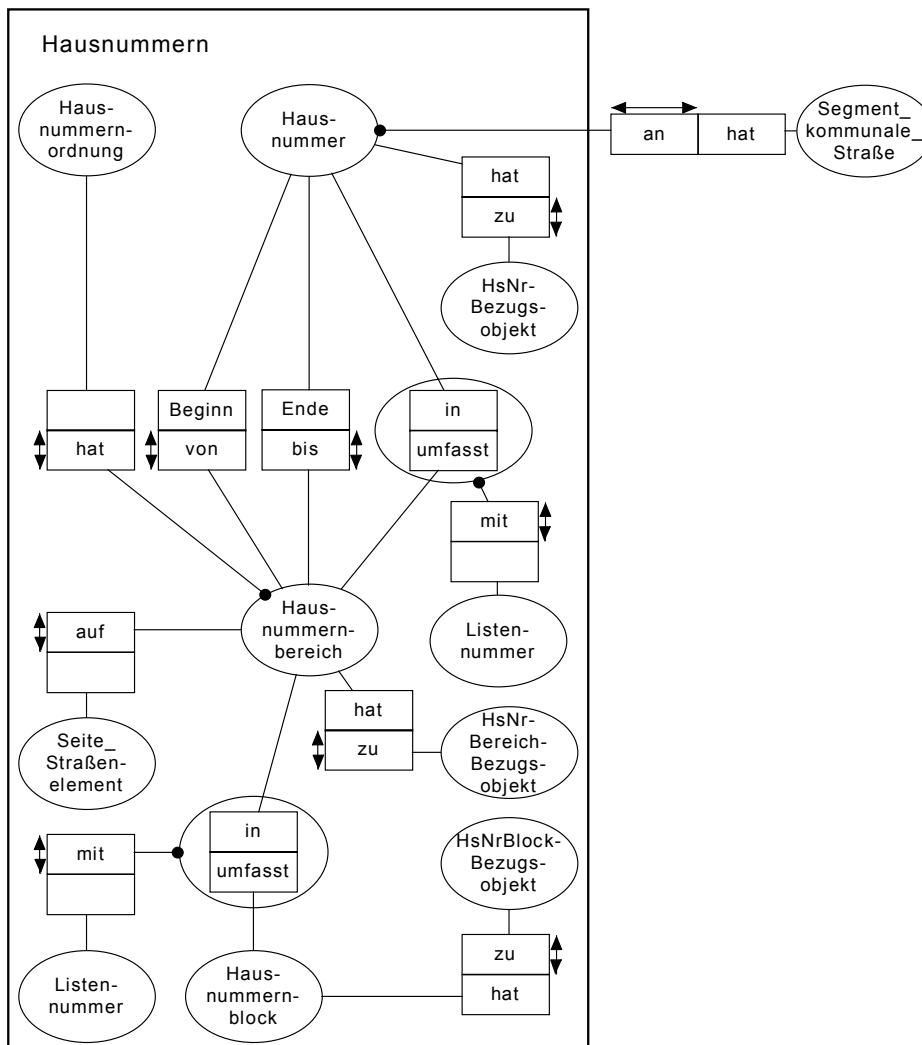 Hausnummern
Haus-
nummern-
ordnung
Haus-
nummer
an
hat
Segment_
kommunale_
Straße
hat
zu
HsNr-
Bezugs-
objekt
hat
Beginn
von
Ende
bis
in
umfasst
mit
Listen-
nummer
Haus-
nummern-
bereich
auf
Seite_
Straßen-
element
hat
zu
HsNr-
Bereich-
Bezugs-
objekt
in
umfasst
mit
Listen-
nummer
Haus-
nummern-
block
HsNrBlock-
Bezugs-
objekt
zu
hat